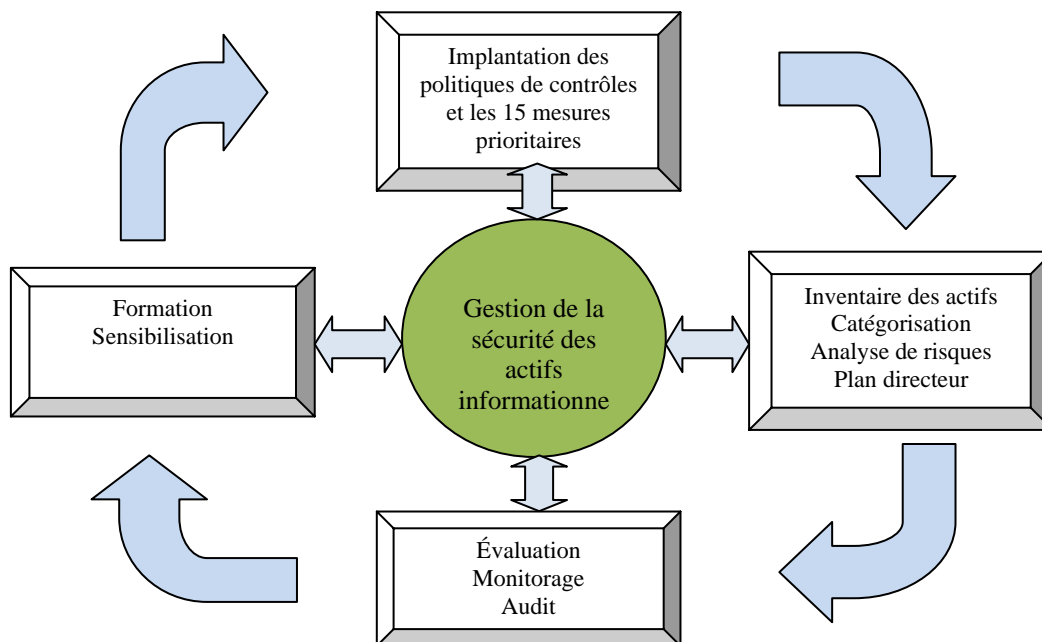 Implantation des
politiques de contrôles
et les 15 mesures
prioritaires
Formation
Sensibilisation
Gestion de la
sécurité des
actifs
informationne
Inventaire des actifs
Catégorisation
Analyse de risques
Plan directeur
Évaluation
Monitorage
Audit